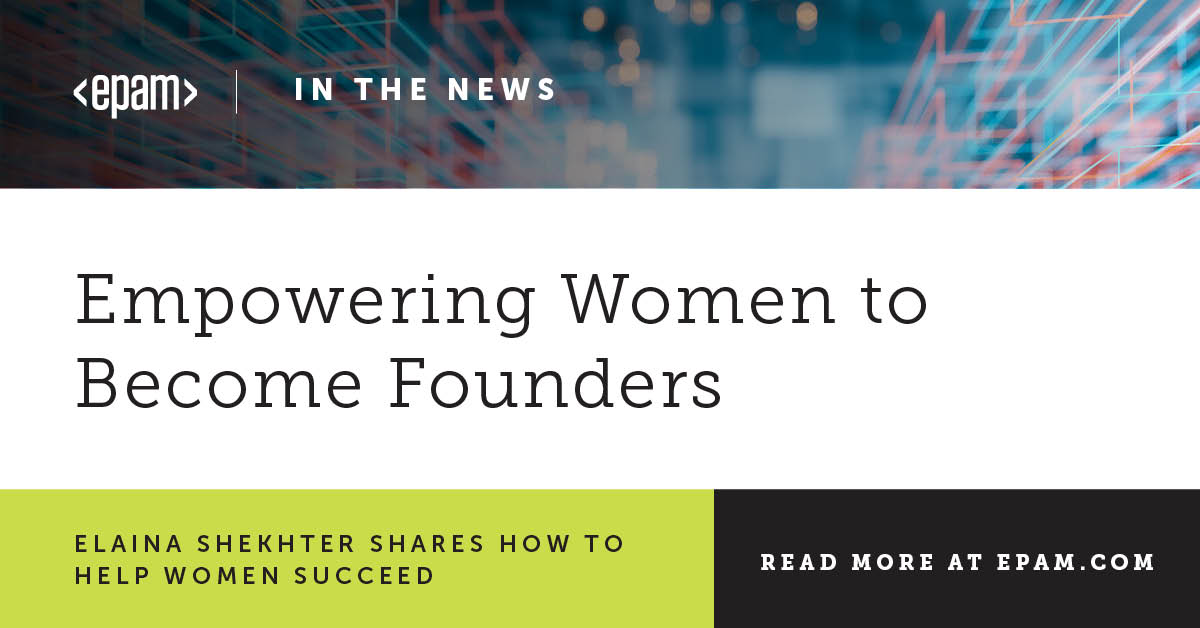 <epam>
IN THE NEWS
Empowering Women to
Become Founders
ELAINA SHEKHTER SHARES HOW TO
HELP WOMEN SUCCEED
READ MORE AT EPAM.COM